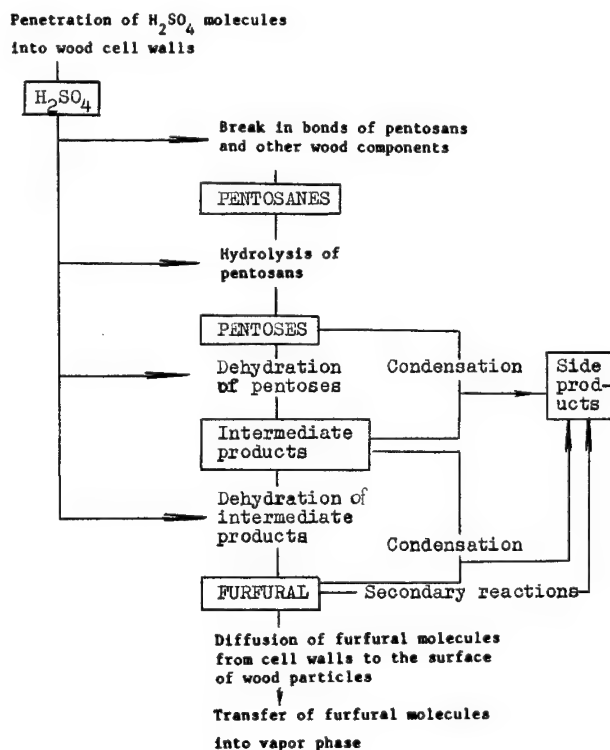 Penetration of H₂SO₄ molecules
into wood cell walls
H₂SO₄
Break in bonds of pentosans
and other wood components
PENTOSANES
Hydrolysis of
pentosans
PENTOSES
Dehydration
of pentoses
Condensation
Side
prod-
ucts
Intermediate
products
Dehydration of
intermediate
products
Condensation
FURFURAL
Secondary reactions
Diffusion of furfural molecules
from cell walls to the surface
of wood particles
Transfer of furfural molecules
into vapor phase